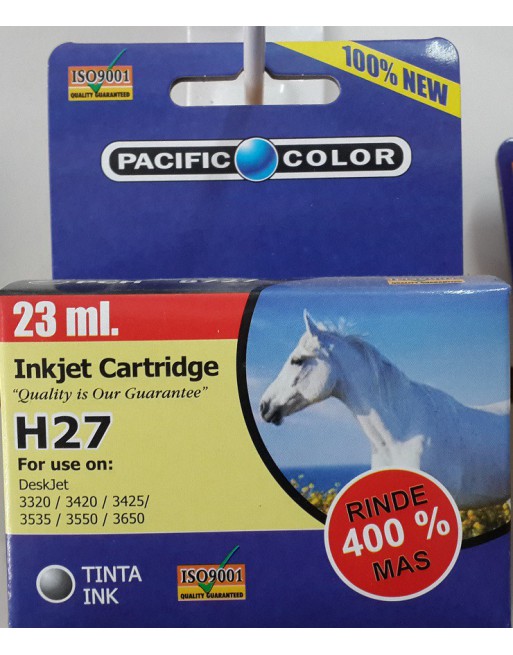 ISO9001
QUALITY GUARANTEED
100% NEW
PACIFIC COLOR
23 ml.
Inkjet Cartridge
"Quality is Our Guarantee"
H27
For use on:
DeskJet
3320 / 3420 / 3425/
3535 / 3550 / 3650
RINDE
400 %
MAS
TINTA
INK
ISO9001
QUALITY GUARANTEED